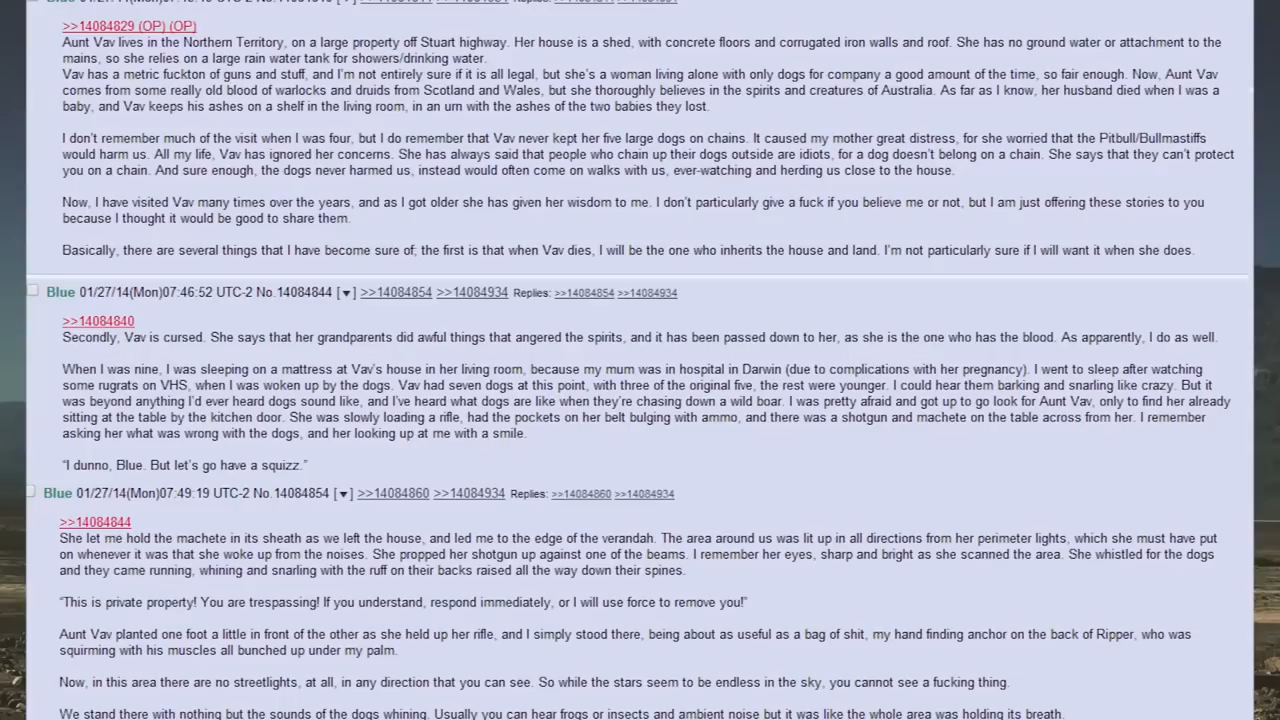 >>14084829 (OP) (OP)
Aunt Vav lives in the Northern Territory, on a large property off Stuart highway. Her house is a shed, with concrete floors and corrugated iron walls and roof. She has no ground water or attachment to the
mains, so she relies on a large rain water tank for showers/drinking water.
Vav has a metric fuckton of guns and stuff, and I'm not entirely sure if it is all legal, but she's a woman living alone with only dogs for company a good amount of the time, so fair enough. Now, Aunt Vav
comes from some really old blood of warlocks and druids from Scotland and Wales, but she thoroughly believes in the spirits and creatures of Australia. As far as I know, her husband died when I was a
baby, and Vav keeps his ashes on a shelf in the living room, in an urn with the ashes of the two babies they lost.
I don't remember much of the visit when I was four, but I do remember that Vav never kept her five large dogs on chains. It caused my mother great distress, for she worried that the Pitbull/Bullmastiffs
would harm us. All my life, Vav has ignored her concerns. She has always said that people who chain up their dogs outside are idiots, for a dog doesn't belong on a chain. She says that they can't protect
you on a chain. And sure enough, the dogs never harmed us, instead would often come on walks with us, ever-watching and herding us close to the house.
Now, I have visited Vav many times over the years, and as I got older she has given her wisdom to me. I don't particularly give a fuck if you believe me or not, but I am just offering these stories to you
because I thought it would be good to share them.
Basically, there are several things that I have become sure of; the first is that when Vav dies, I will be the one who inherits the house and land. I'm not particularly sure if I will want it when she does.
Blue 01/27/14(Mon)07:46:52 UTC-2 No.14084844 [▼] >>14084854 >>14084934 Replies: >>14084854 >>14084934
>>14084840
Secondly, Vav is cursed. She says that her grandparents did awful things that angered the spirits, and it has been passed down to her, as she is the one who has the blood. As apparently, I do as well.
When I was nine, I was sleeping on a mattress at Vav's house in her living room, because my mum was in hospital in Darwin (due to complications with her pregnancy). I went to sleep after watching
some rugrats on VHS, when I was woken up by the dogs. Vav had seven dogs at this point, with three of the original five, the rest were younger. I could hear them barking and snarling like crazy. But it
was beyond anything I'd ever heard dogs sound like, and I've heard what dogs are like when they're chasing down a wild boar. I was pretty afraid and got up to go look for Aunt Vav, only to find her already
sitting at the table by the kitchen door. She was slowly loading a rifle, had the pockets on her belt bulging with ammo, and there was a shotgun and machete on the table across from her. I remember
asking her what was wrong with the dogs, and her looking up at me with a smile.
“I dunno, Blue. But let's go have a squizz.”
Blue 01/27/14(Mon)07:49:19 UTC-2 No.14084854 [▼] >>14084860 >>14084934 Replies: >>14084860 >>14084934
>>14084844
She let me hold the machete in its sheath as we left the house, and led me to the edge of the verandah. The area around us was lit up in all directions from her perimeter lights, which she must have put
on whenever it was that she woke up from the noises. She propped her shotgun up against one of the beams. I remember her eyes, sharp and bright as she scanned the area. She whistled for the dogs
and they came running, whining and snarling with the ruff on their backs raised all the way down their spines.
“This is private property! You are trespassing! If you understand, respond immediately, or I will use force to remove you!”
Aunt Vav planted one foot a little in front of the other as she held up her rifle, and I simply stood there, being about as useful as a bag of shit, my hand finding anchor on the back of Ripper, who was
squirming with his muscles all bunched up under my palm.
Now, in this area there are no streetlights, at all, in any direction that you can see. So while the stars seem to be endless in the sky, you cannot see a fucking thing.
We stand there with nothing but the sounds of the dogs whining. Usually you can hear frogs or insects and ambient noise but it was like the whole area was holding its breath.